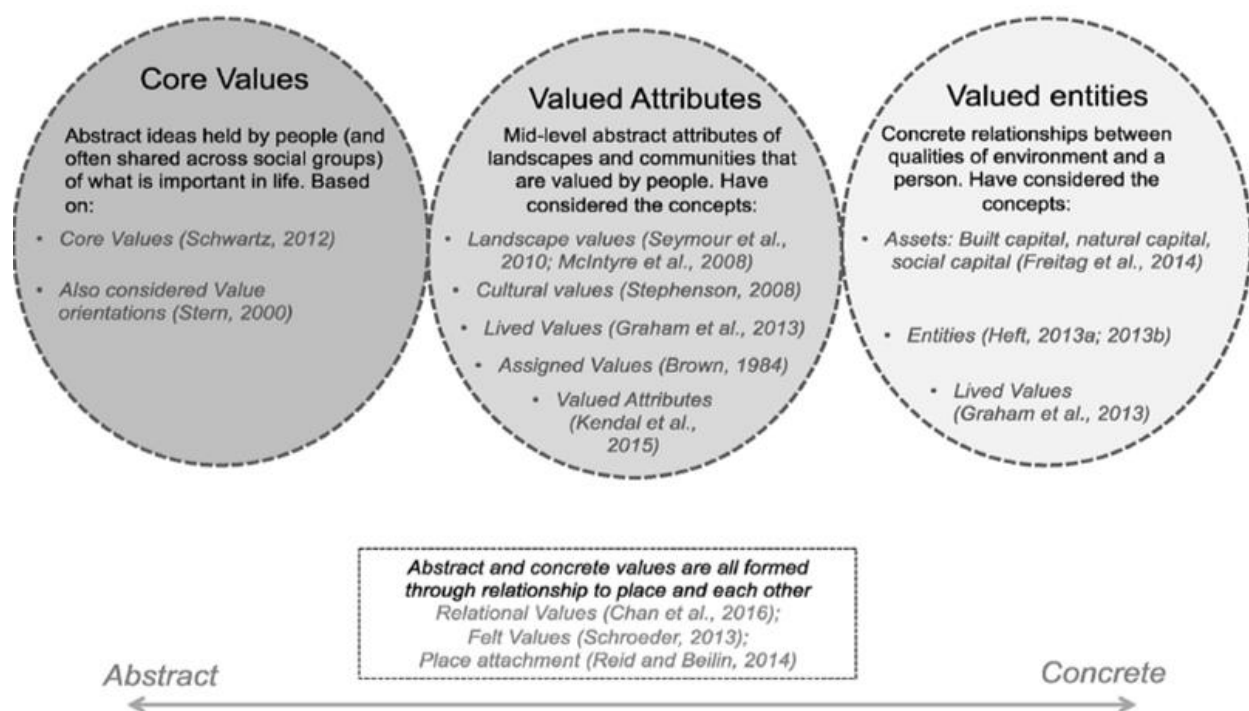 Core Values
Abstract ideas held by people (and
often shared across social groups)
of what is important in life. Based
on:
• Core Values (Schwartz, 2012)
• Also considered Value
orientations (Stern, 2000)
Valued Attributes
Mid-level abstract attributes of
landscapes and communities that
are valued by people. Have
considered the concepts:
• Landscape values (Seymour et al.,
2010; McIntyre et al., 2008)
• Cultural values (Stephenson, 2008)
• Lived Values (Graham et al., 2013)
• Assigned Values (Brown, 1984)
• Valued Attributes
(Kendal et al.,
2015)
Valued entities
Concrete relationships between
qualities of environment and a
person. Have considered the
concepts:
• Assets: Built capital, natural capital,
social capital (Freitag et al., 2014)
• Entities (Heft, 2013a; 2013b)
• Lived Values
(Graham et al., 2013)
Abstract and concrete values are all formed
through relationship to place and each other
Relational Values (Chan et al., 2016);
Felt Values (Schroeder, 2013);
Place attachment (Reid and Beilin, 2014)
Abstract
Concrete